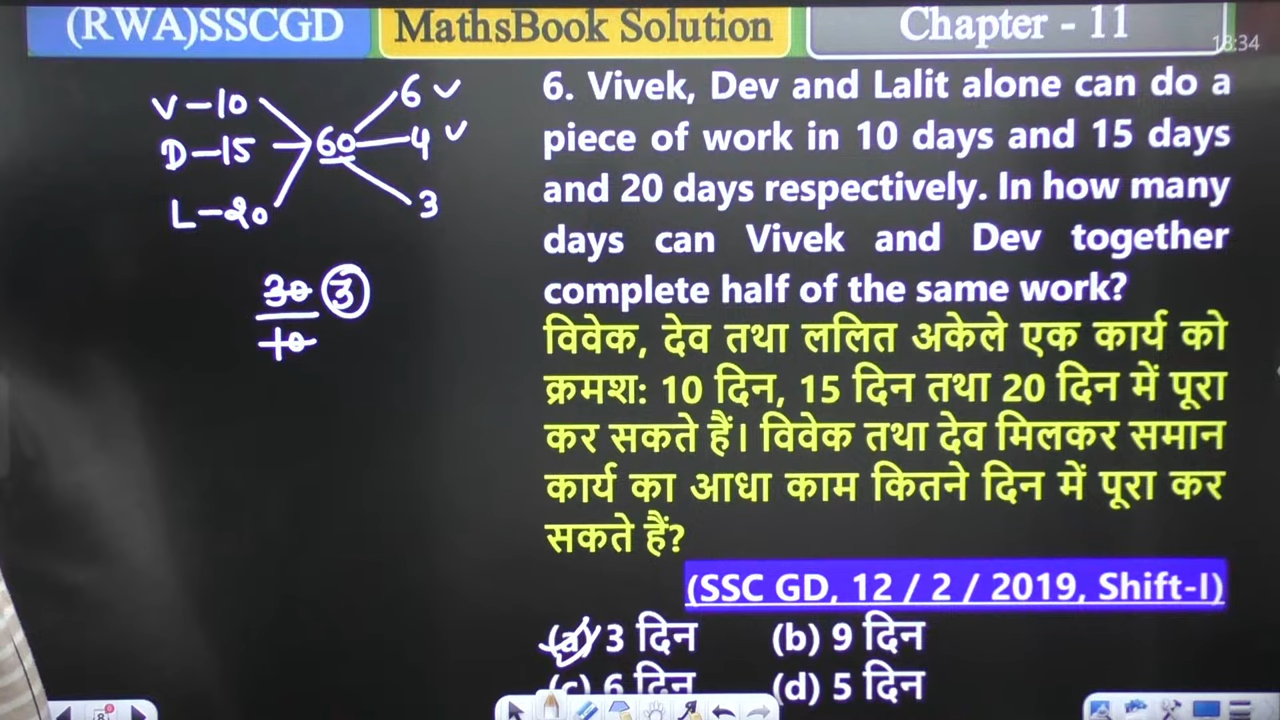 (RWA)SSCGD MathsBook Solution Chapter - 11
18:34
V-10
D-15
L-20
60
6 ✓
4 ✓
3
30 3
10
6. Vivek, Dev and Lalit alone can do a
piece of work in 10 days and 15 days
and 20 days respectively. In how many
days can Vivek and Dev together
complete half of the same work?
विवेक, देव तथा ललित अकेले एक कार्य को
क्रमश: 10 दिन, 15 दिन तथा 20 दिन में पूरा
कर सकते हैं। विवेक तथा देव मिलकर समान
कार्य का आधा काम कितने दिन में पूरा कर
सकते हैं?
(SSC GD, 12 / 2 / 2019, Shift-I)
(a) 3 दिन (b) 9 दिन
(c) 6 दिन (d) 5 दिन